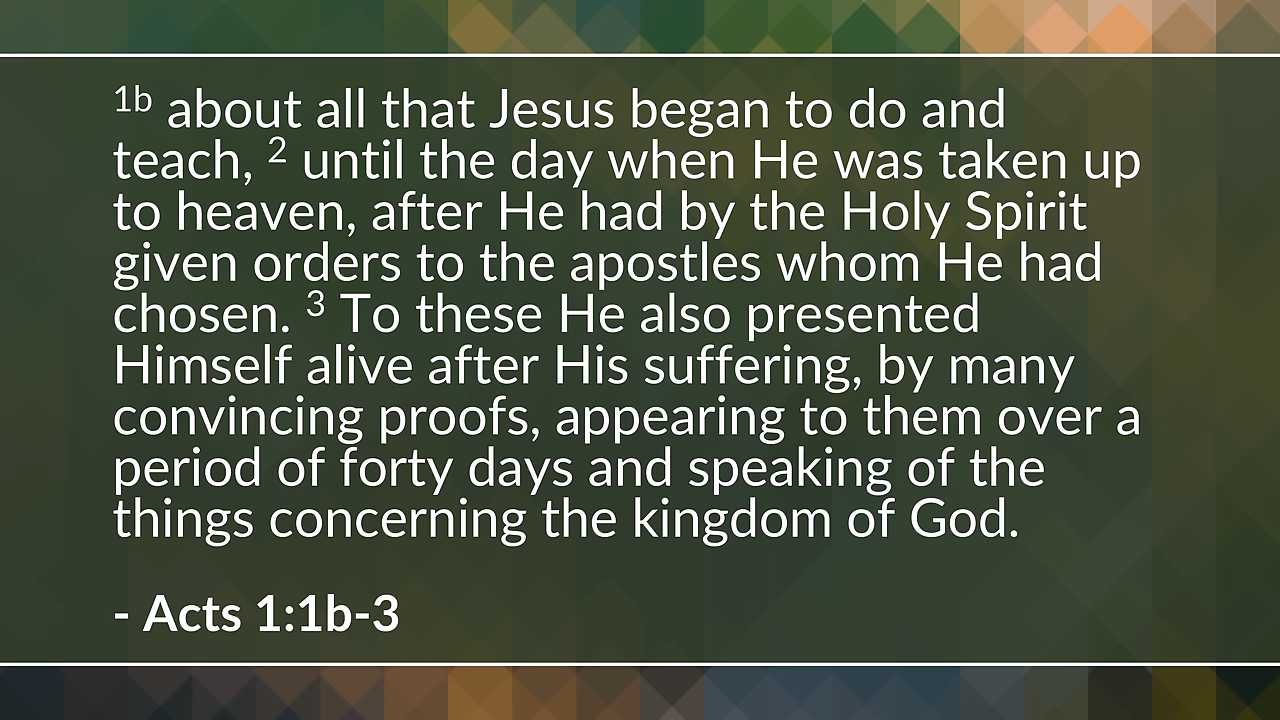 1b about all that Jesus began to do and
teach, 2 until the day when He was taken up
to heaven, after He had by the Holy Spirit
given orders to the apostles whom He had
chosen. 3 To these He also presented
Himself alive after His suffering, by many
convincing proofs, appearing to them over a
period of forty days and speaking of the
things concerning the kingdom of God.
- Acts 1:1b-3